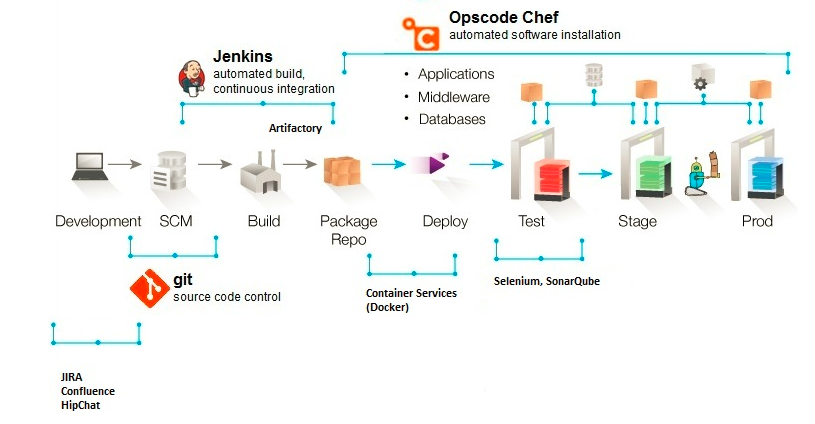 Opscode Chef
automated software installation
Jenkins
automated build,
continuous integration
• Applications
• Middleware
• Databases
Artifactory
Development
SCM
Build
Package
Repo
Deploy
Test
Stage
Prod
git
source code control
Container Services
(Docker)
Selenium, SonarQube
JIRA
Confluence
HipChat